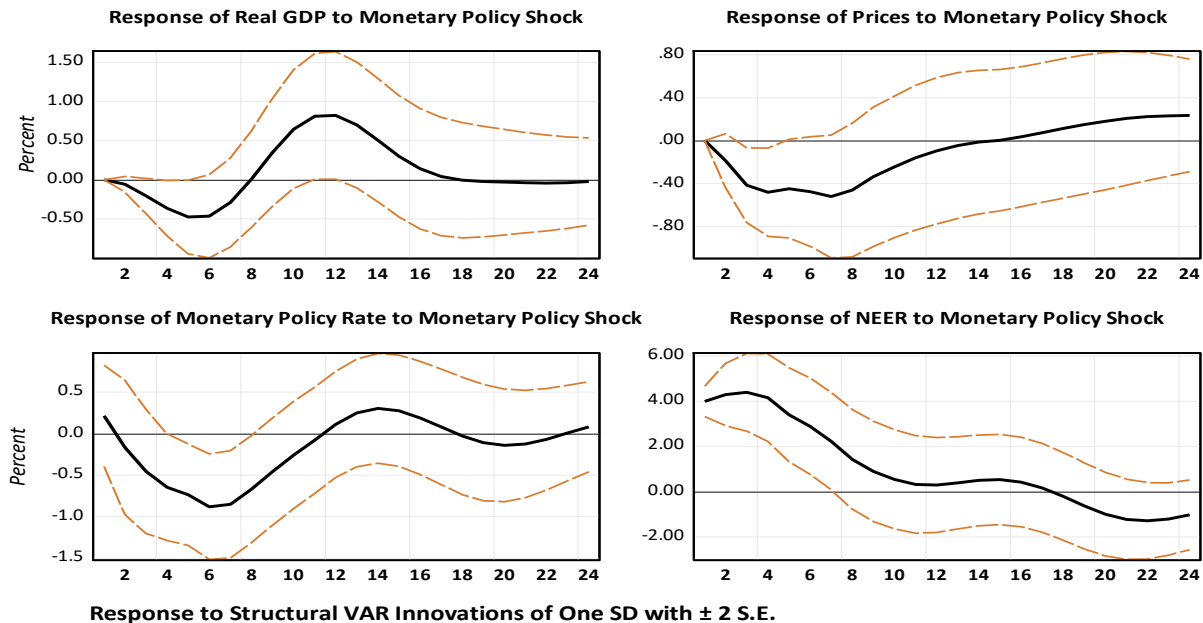 Response of Real GDP to Monetary Policy Shock
Response of Prices to Monetary Policy Shock
Percent
1.50
1.00
0.50
0.00
-0.50
2 4 6 8 10 12 14 16 18 20 22 24
.80
.40
.00
-.40
-.80
2 4 6 8 10 12 14 16 18 20 22 24
Response of Monetary Policy Rate to Monetary Policy Shock
Response of NEER to Monetary Policy Shock
Percent
0.5
0.0
-0.5
-1.0
-1.5
2 4 6 8 10 12 14 16 18 20 22 24
6.00
4.00
2.00
0.00
-2.00
2 4 6 8 10 12 14 16 18 20 22 24
Response to Structural VAR Innovations of One SD with ± 2 S.E.